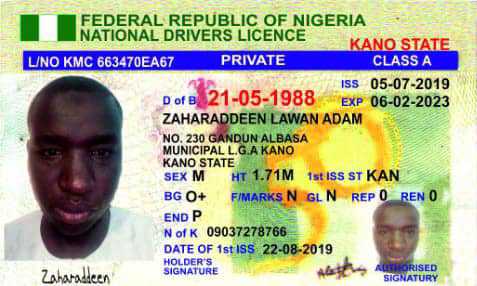 FEDERAL REPUBLIC OF NIGERIA
NATIONAL DRIVERS LICENCE
KANO STATE
L/NO KMC 663470EA67 PRIVATE CLASS A
ISS 05-07-2019
D of B 21-05-1988 EXP 06-02-2023
ZAHARADDEEN LAWAN ADAM
NO. 230 GANDUN ALBASA
MUNICIPAL L.G.A KANO
KANO STATE
SEX M HT 1.71M 1st ISS ST KAN
BG O+ F/MARKS N GL N REP 0 REN 0
END P
N of K 09037278766
DATE OF 1st ISS 22-08-2019
HOLDER'S
SIGNATURE
Zaharaddeen
AUTHORISED
SIGNATURY